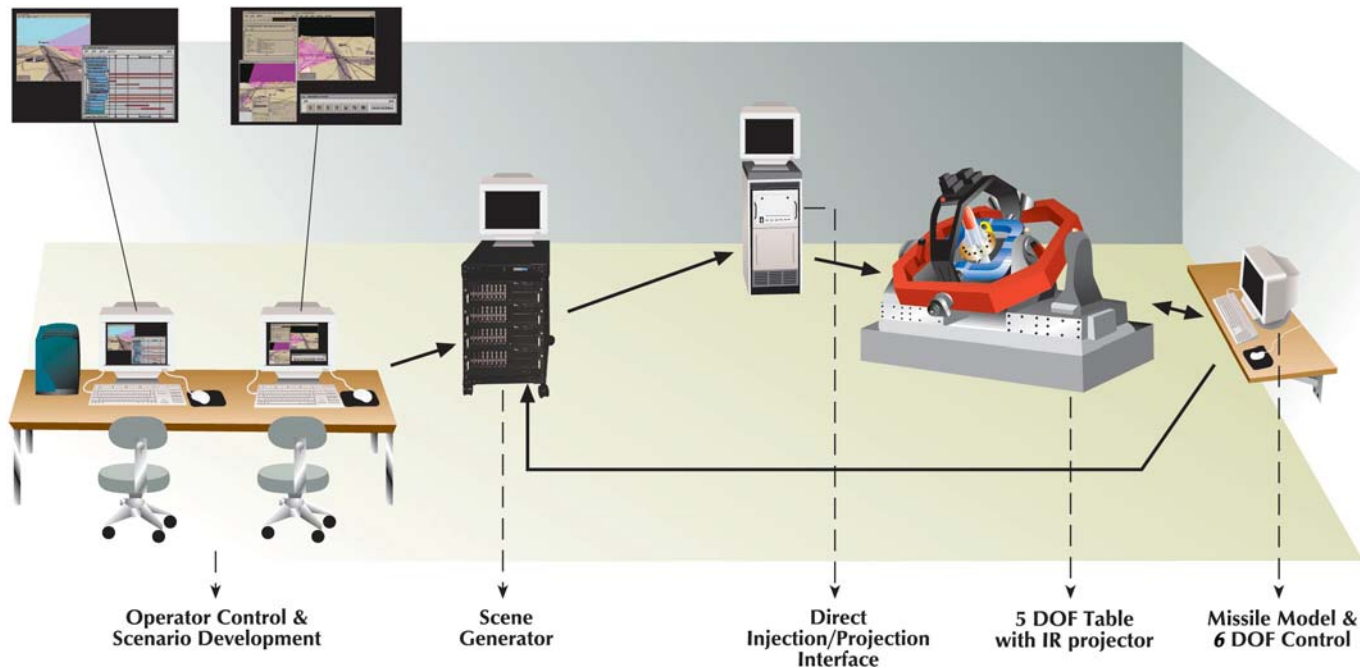 Operator Control &
Scenario Development
Scene
Generator
Direct
Injection/Projection
Interface
5 DOF Table
with IR projector
Missile Model &
6 DOF Control